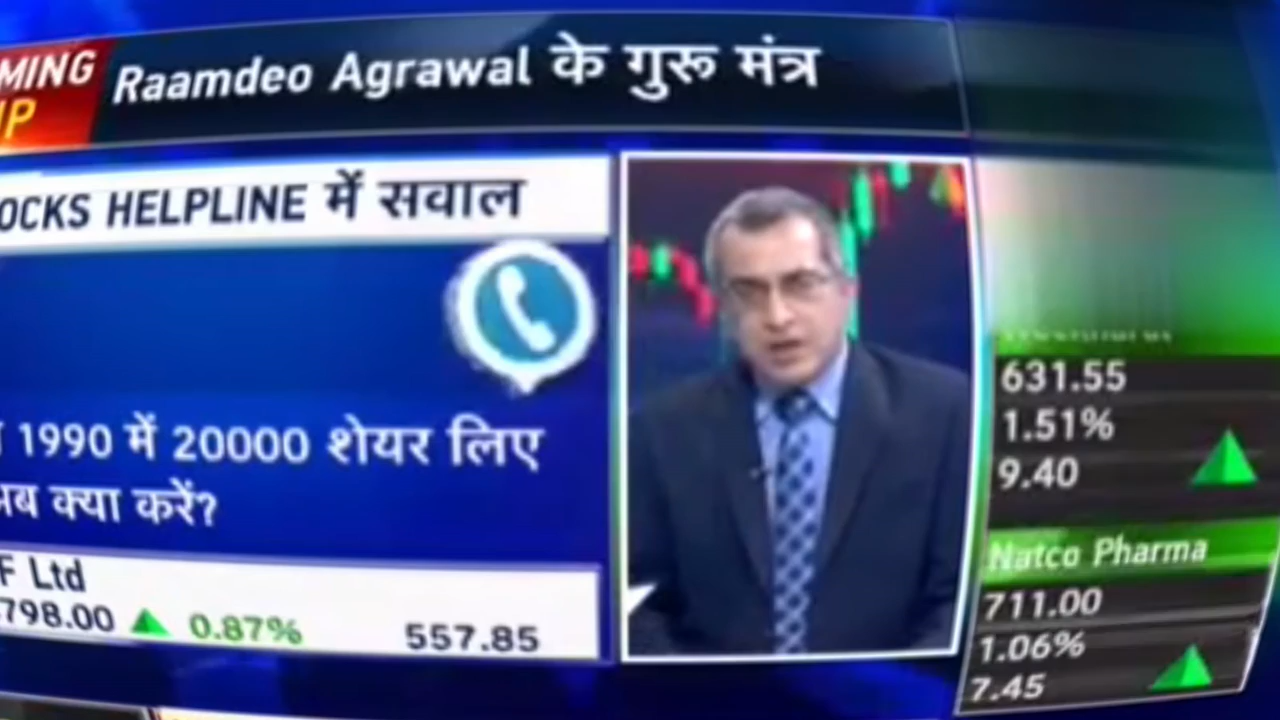 MING
IP
Raamdeo Agrawal के गुरू मंत्र
OCKS HELPLINE में सवाल
1990 में 20000 शेयर लिए
क्या करें?
F Ltd
798.00 0.87% 557.85
631.55
1.51%
9.40
Natco Pharma
711.00
1.06%
7.45